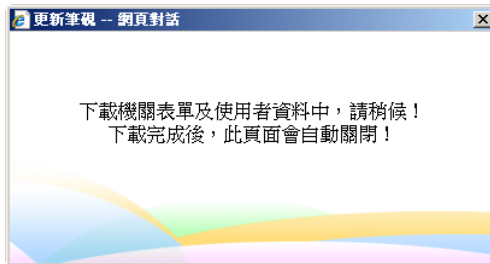 更新筆硯 -- 網頁對話
下載機關表單及使用者資料中，請稍候！
下載完成後，此頁面會自動關閉！